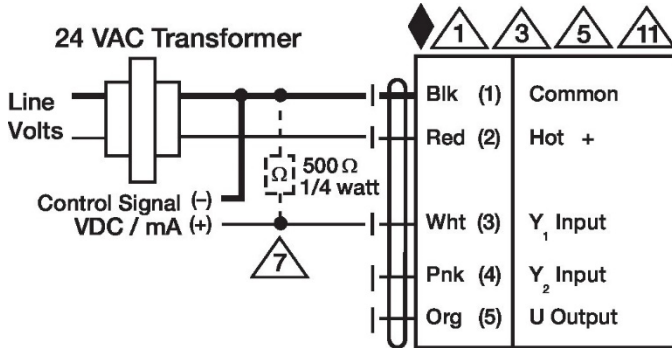 24 VAC Transformer
1 3 5 11
Line
Volts
Blk (1) Common
Red (2) Hot +
Ω 500 Ω
1/4 watt
Control Signal (-)
VDC / mA (+)
Wht (3) Y₁ Input
7
Pnk (4) Y₂ Input
Org (5) U Output